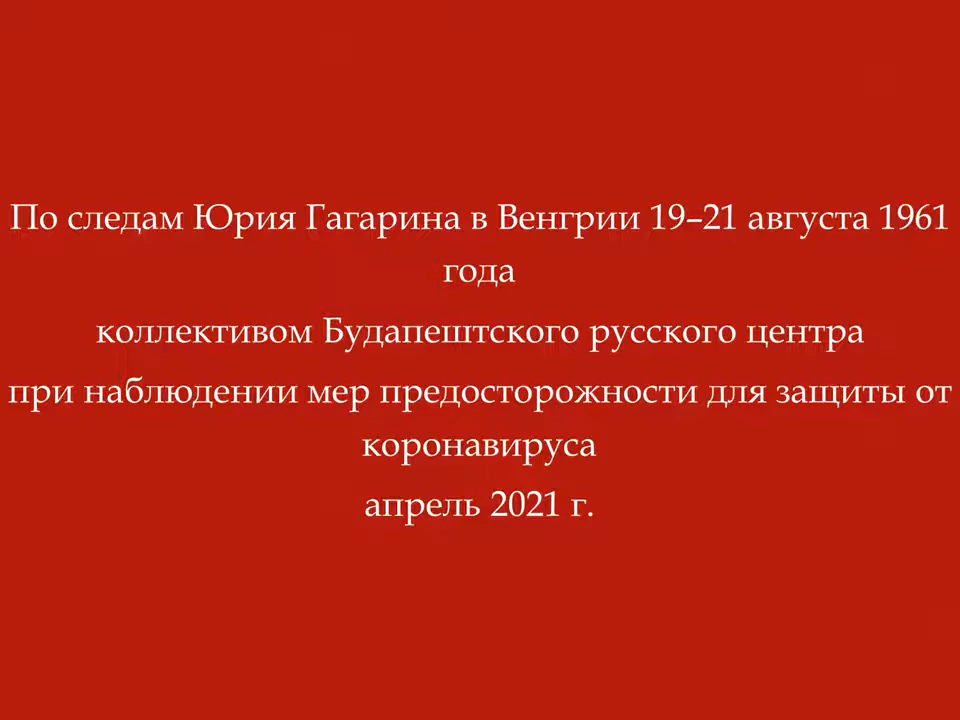 По следам Юрия Гагарина в Венгрии 19–21 августа 1961
года
коллективом Будапештского русского центра
при наблюдении мер предосторожности для защиты от
коронавируса
апрель 2021 г.